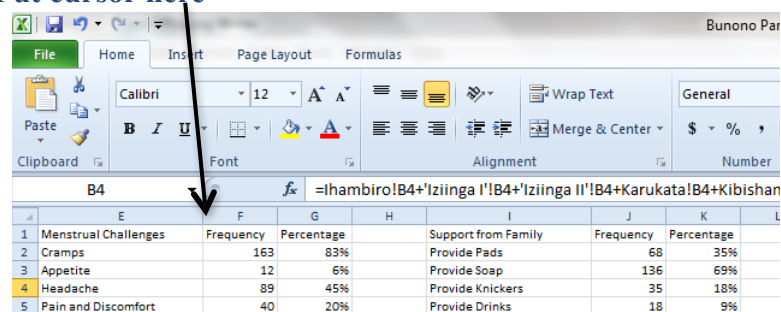 cursor here
Bunono Par
File Home Insert Page Layout Formulas
Calibri 12 A A Wrap Text General
Paste B I U A Merge & Center $ % ,
Clipboard Font Alignment Number
B4 fx =Ihambiro!B4+'Iziinga I'!B4+'Iziinga II'!B4+Karukata!B4+Kibishan
E F G H I J K L
1 Menstrual Challenges Frequency Percentage Support from Family Frequency Percentage
2 Cramps 163 83% Provide Pads 68 35%
3 Appetite 12 6% Provide Soap 136 69%
4 Headache 89 45% Provide Knickers 35 18%
5 Pain and Discomfort 40 20% Provide Drinks 18 9%